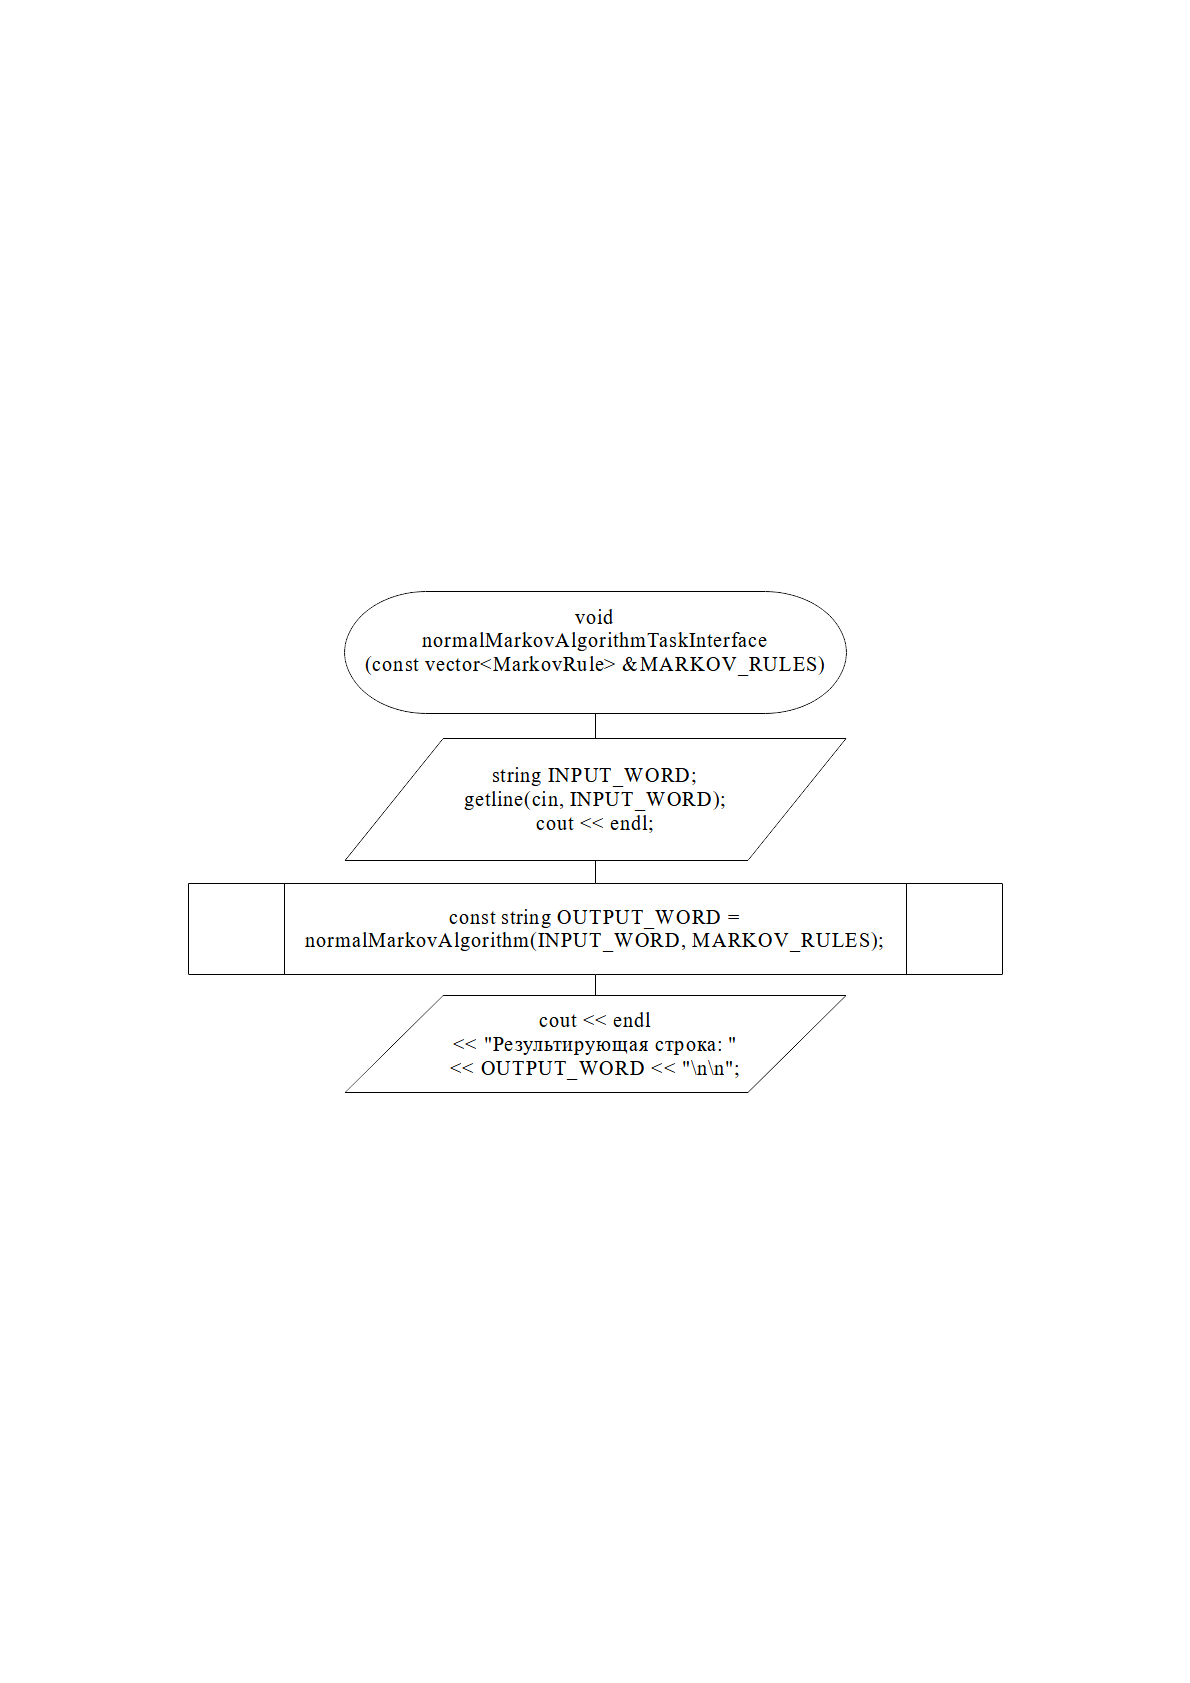 void
normalMarkovAlgorithmTaskInterface
(const vector<MarkovRule> &MARKOV_RULES)
string INPUT_WORD;
getline(cin, INPUT_WORD);
cout << endl;
const string OUTPUT_WORD =
normalMarkovAlgorithm(INPUT_WORD, MARKOV_RULES);
cout << endl
<< "Результирующая строка: "
<< OUTPUT_WORD << "\n\n";